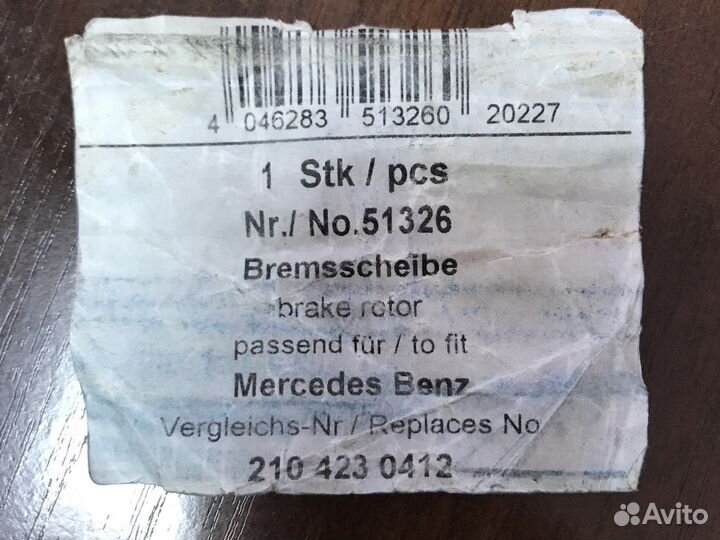 4 046283 513260 20227
1 Stk / pcs
Nr./ No.51326
Bremsscheibe
brake rotor
passend für / to fit
Mercedes Benz
Vergleichs-Nr / Replaces No
210 423 0412
Avito